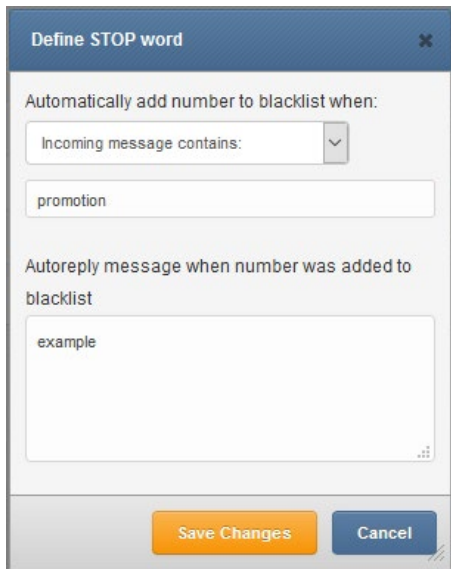 Define STOP word
Automatically add number to blacklist when:
Incoming message contains:
promotion
Autoreply message when number was added to
blacklist
example
Save Changes
Cancel